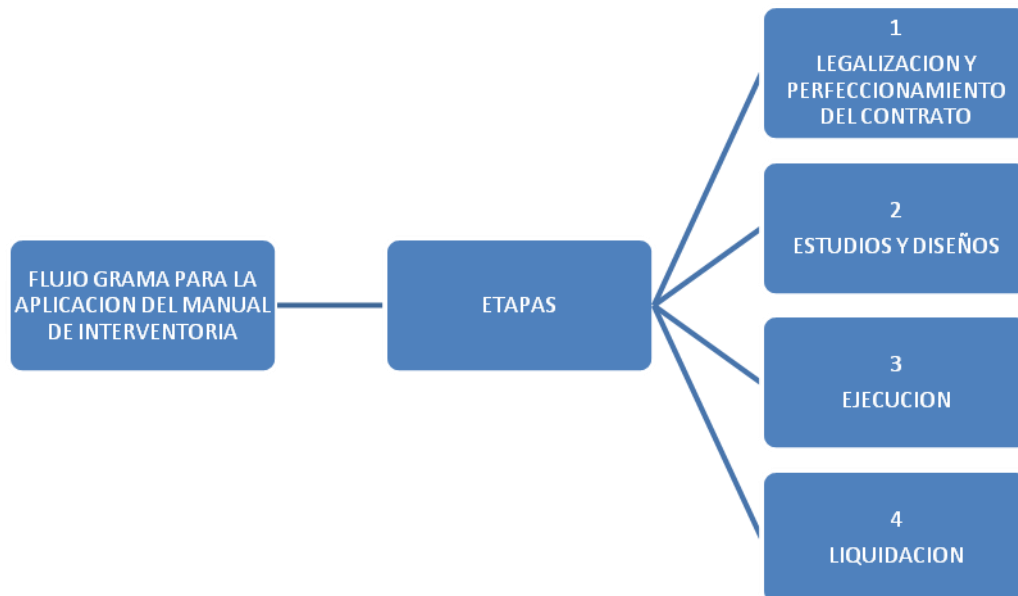 1
LEGALIZACION Y
PERFECCIONAMIENTO
DEL CONTRATO
2
ESTUDIOS Y DISEÑOS
FLUJO GRAMA PARA LA
APLICACION DEL MANUAL
DE INTERVENTORIA
ETAPAS
3
EJECUCION
4
LIQUIDACION